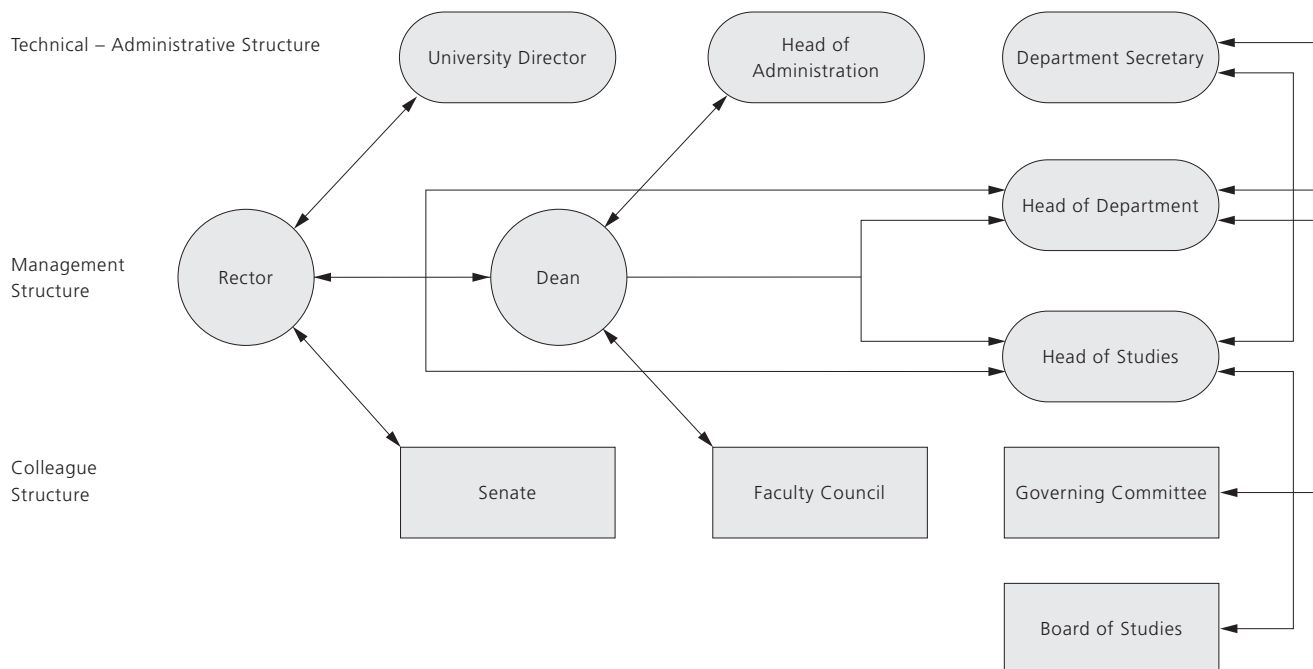 Technical – Administrative Structure
University Director
Head of
Administration
Department Secretary
Head of Department
Management
Structure
Rector
Dean
Head of Studies
Colleague
Structure
Senate
Faculty Council
Governing Committee
Board of Studies